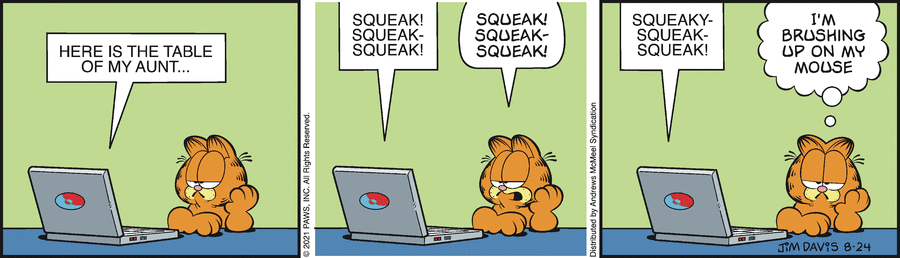 HERE IS THE TABLE
OF MY AUNT...
© 2021 PAWS, INC. All Rights Reserved.
SQUEAK!
SQUEAK-
SQUEAK!
SQUEAK!
SQUEAK-
SQUEAK!
Distributed by Andrews McMeel Syndication
SQUEAKY-
SQUEAK-
SQUEAK!
I'M
BRUSHING
UP ON MY
MOUSE
JIM DAVIS 8-24